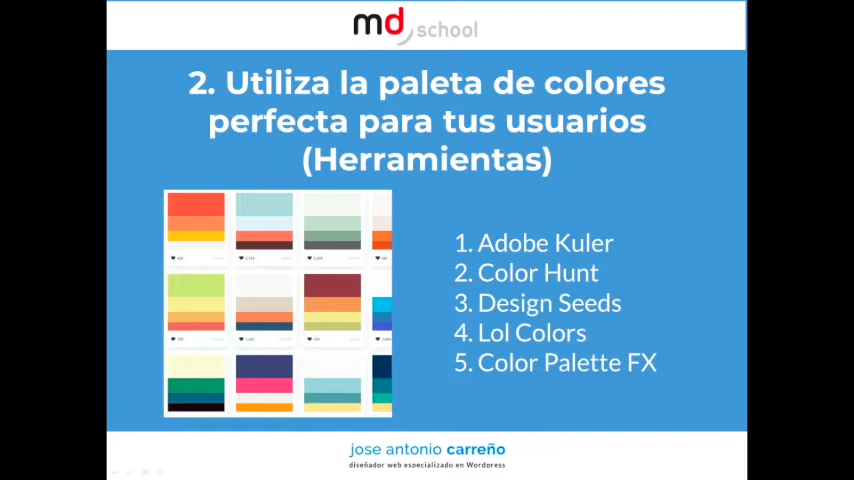 md school
2. Utiliza la paleta de colores
perfecta para tus usuarios
(Herramientas)
1. Adobe Kuler
2. Color Hunt
3. Design Seeds
4. Lol Colors
5. Color Palette FX
jose antonio carreño
diseñador web especializado en Wordpress